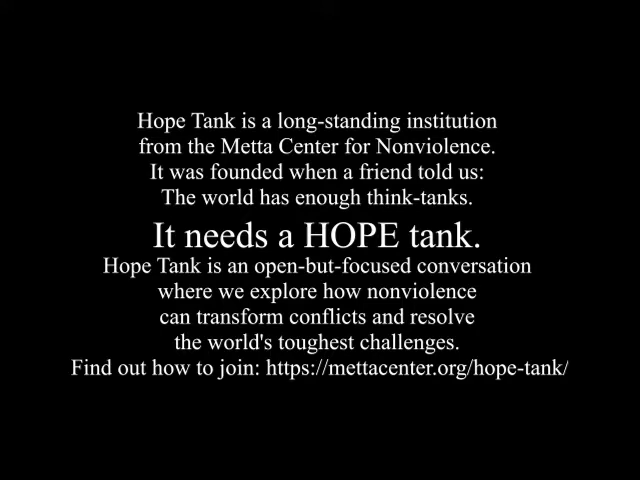 Hope Tank is a long-standing institution
from the Metta Center for Nonviolence.
It was founded when a friend told us:
The world has enough think-tanks.
It needs a HOPE tank.
Hope Tank is an open-but-focused conversation
where we explore how nonviolence
can transform conflicts and resolve
the world's toughest challenges.
Find out how to join: https://mettacenter.org/hope-tank/